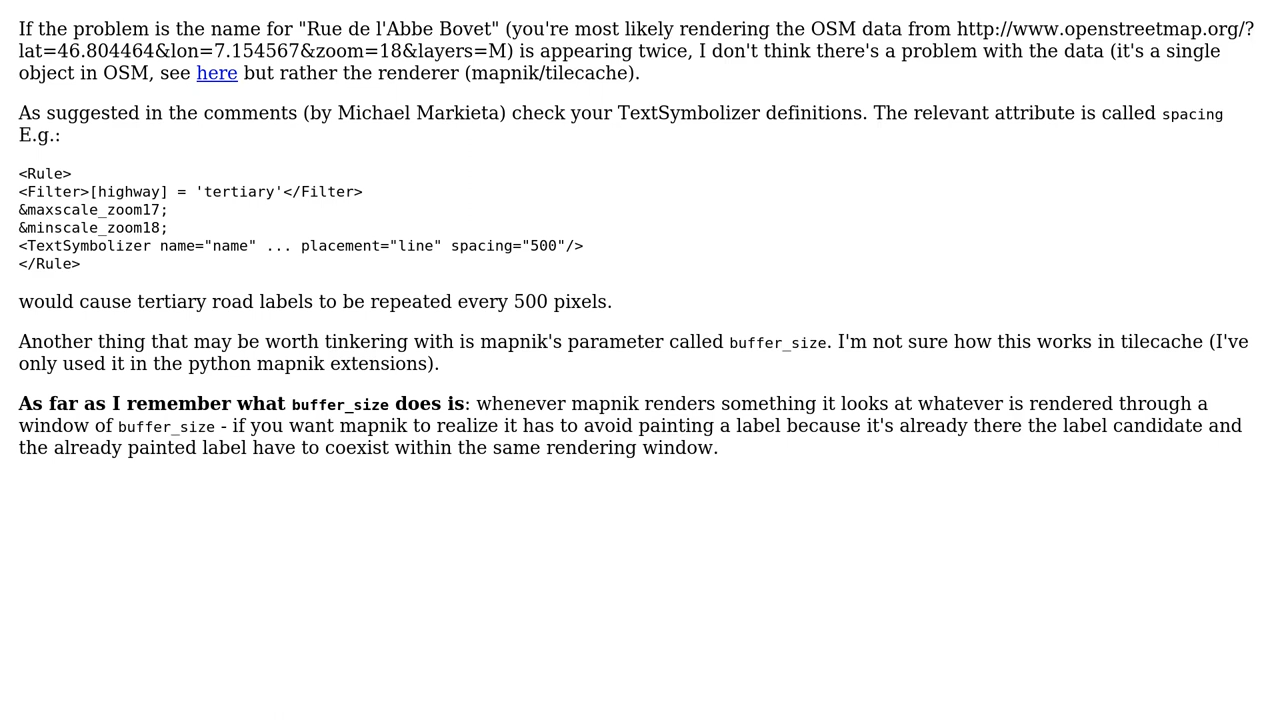 If the problem is the name for "Rue de l'Abbe Bovet" (you're most likely rendering the OSM data from http://www.openstreetmap.org/?
lat=46.804464&lon=7.154567&zoom=18&layers=M) is appearing twice, I don't think there's a problem with the data (it's a single
object in OSM, see here but rather the renderer (mapnik/tilecache).
As suggested in the comments (by Michael Markieta) check your TextSymbolizer definitions. The relevant attribute is called spacing
E.g.:
<Rule>
<Filter>[highway] = 'tertiary'</Filter>
&maxscale_zoom17;
&minscale_zoom18;
<TextSymbolizer name="name" ... placement="line" spacing="500"/>
</Rule>
would cause tertiary road labels to be repeated every 500 pixels.
Another thing that may be worth tinkering with is mapnik's parameter called buffer_size. I'm not sure how this works in tilecache (I've
only used it in the python mapnik extensions).
As far as I remember what buffer_size does is: whenever mapnik renders something it looks at whatever is rendered through a
window of buffer_size - if you want mapnik to realize it has to avoid painting a label because it's already there the label candidate and
the already painted label have to coexist within the same rendering window.